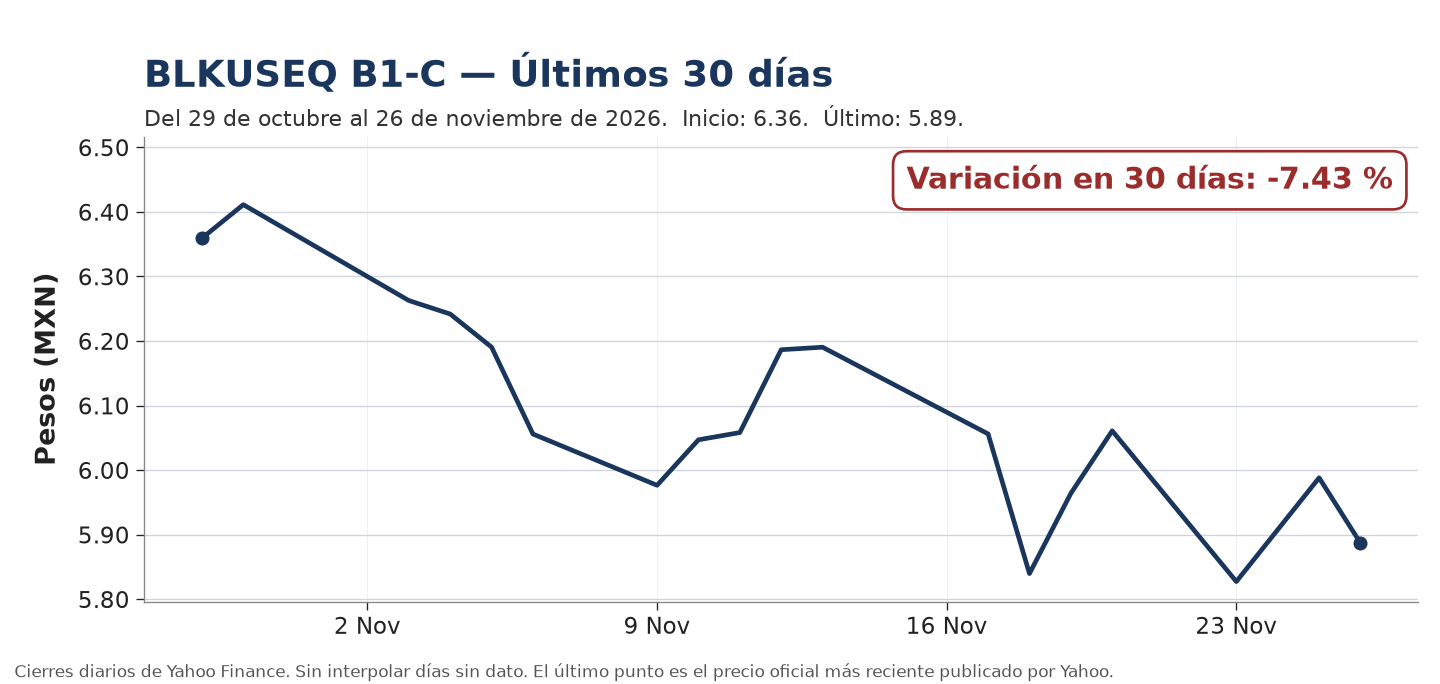 BLKUSEQ B1-C — Últimos 30 días
Del 29 de octubre al 26 de noviembre de 2026.  Inicio: 6.36.  Último: 5.89.
Variación en 30 días: -7.43 %
Pesos (MXN)
6.50
6.40
6.30
6.20
6.10
6.00
5.90
5.80
2 Nov
9 Nov
16 Nov
23 Nov
Cierres diarios de Yahoo Finance. Sin interpolar días sin dato. El último punto es el precio oficial más reciente publicado por Yahoo.